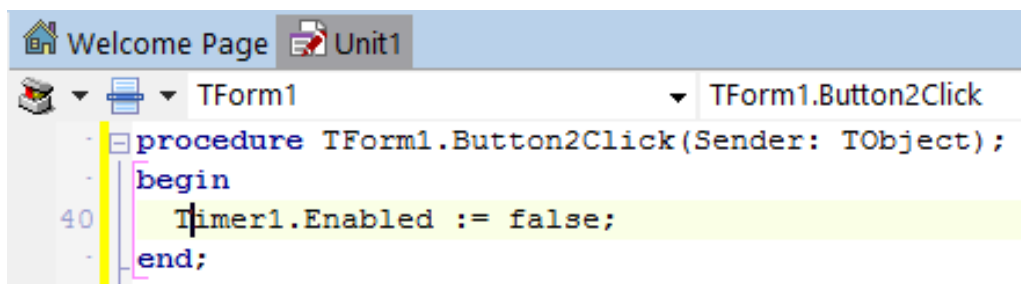 Welcome Page Unit1
TForm1 TForm1.Button2Click
procedure TForm1.Button2Click(Sender: TObject);
begin
40 Timer1.Enabled := false;
end;